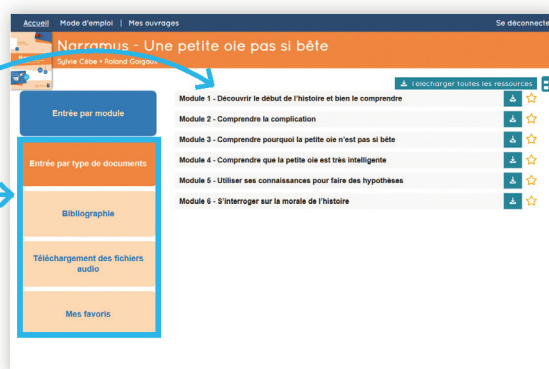 Accueil Mode d'emploi | Mes ouvrages Se déconnecte
Narramus - Une petite oie pas si bête
Sylvie Cèbe • Roland Goigoux
Télécharger toutes les ressources
Entrée par module
Entrée par type de documents
Bibliographie
Téléchargement des fichiers
audio
Mes favoris
Module 1 - Découvrir le début de l'histoire et bien le comprendre
Module 2 - Comprendre la complication
Module 3 - Comprendre pourquoi la petite oie n'est pas si bête
Module 4 - Comprendre que la petite oie est très intelligente
Module 5 - Utiliser ses connaissances pour faire des hypothèses
Module 6 - S'interroger sur la morale de l'histoire